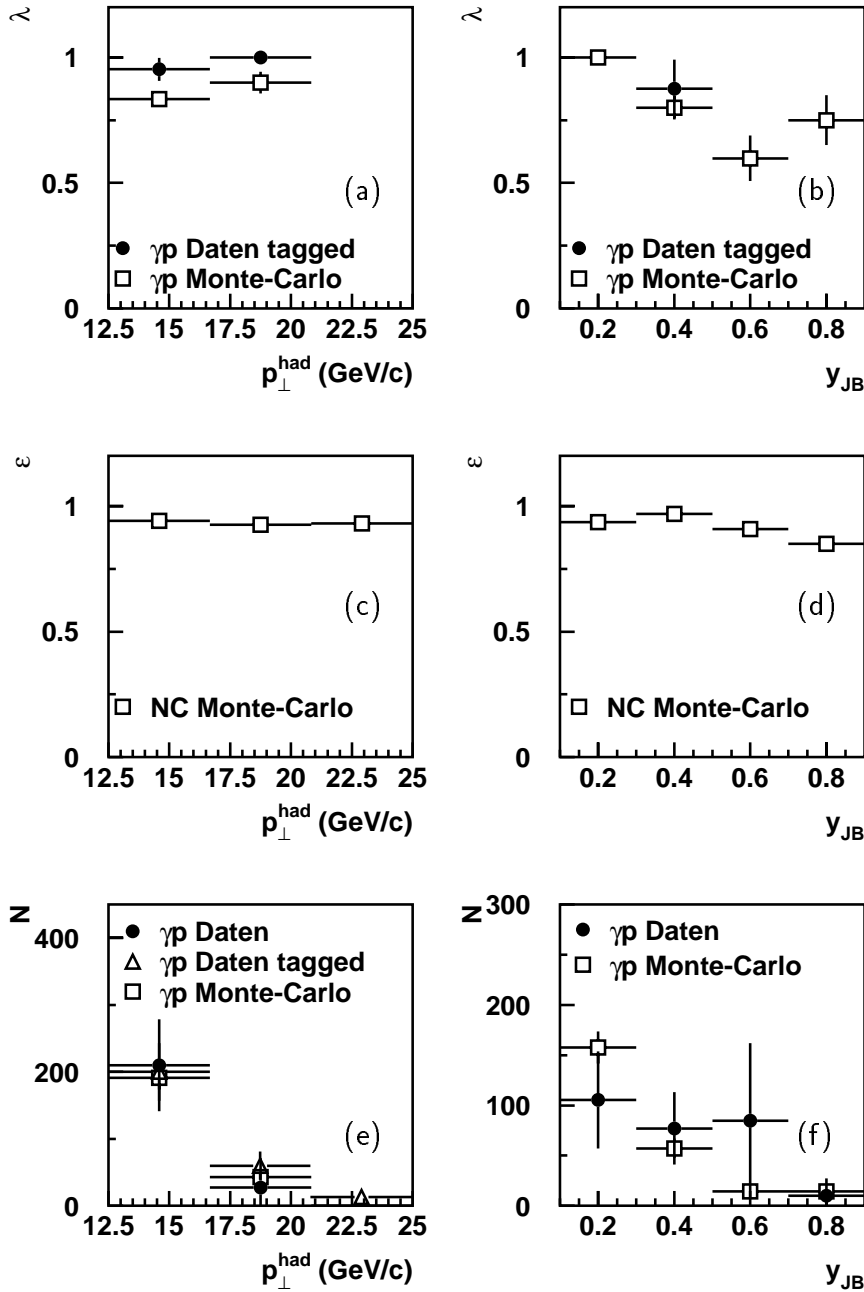 λ
1
0.5
0
(a)
γp Daten tagged
γp Monte-Carlo
12.5 15 17.5 20 22.5 25
p⊥had (GeV/c)
λ
1
0.5
0
(b)
γp Daten tagged
γp Monte-Carlo
0.2 0.4 0.6 0.8
yJB
ε
1
0.5
0
(c)
NC Monte-Carlo
12.5 15 17.5 20 22.5 25
p⊥had (GeV/c)
ε
1
0.5
0
(d)
NC Monte-Carlo
0.2 0.4 0.6 0.8
yJB
N
400
200
0
γp Daten
γp Daten tagged
γp Monte-Carlo
(e)
12.5 15 17.5 20 22.5 25
p⊥had (GeV/c)
N
300
200
100
0
γp Daten
γp Monte-Carlo
(f)
0.2 0.4 0.6 0.8
yJB